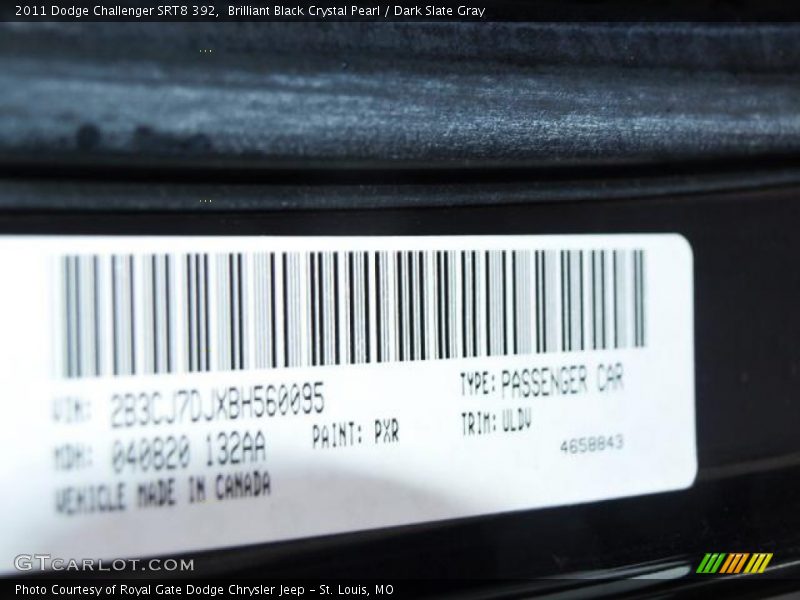 2011 Dodge Challenger SRT8 392, Brilliant Black Crystal Pearl / Dark Slate Gray
VIN: 2B3CJ7DJXBH560095
TYPE: PASSENGER CAR
MDH: 040820 132AA
PAINT: PXR
TRIM: ULDV
4658843
VEHICLE MADE IN CANADA
GTCARLOT.COM
Photo Courtesy of Royal Gate Dodge Chrysler Jeep - St. Louis, MO